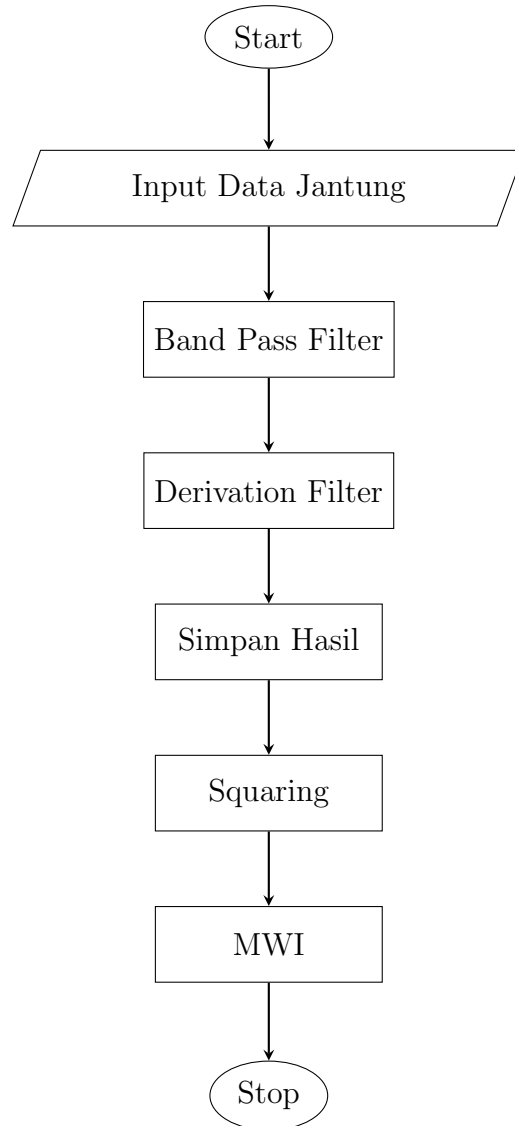 Start
Input Data Jantung
Band Pass Filter
Derivation Filter
Simpan Hasil
Squaring
MWI
Stop